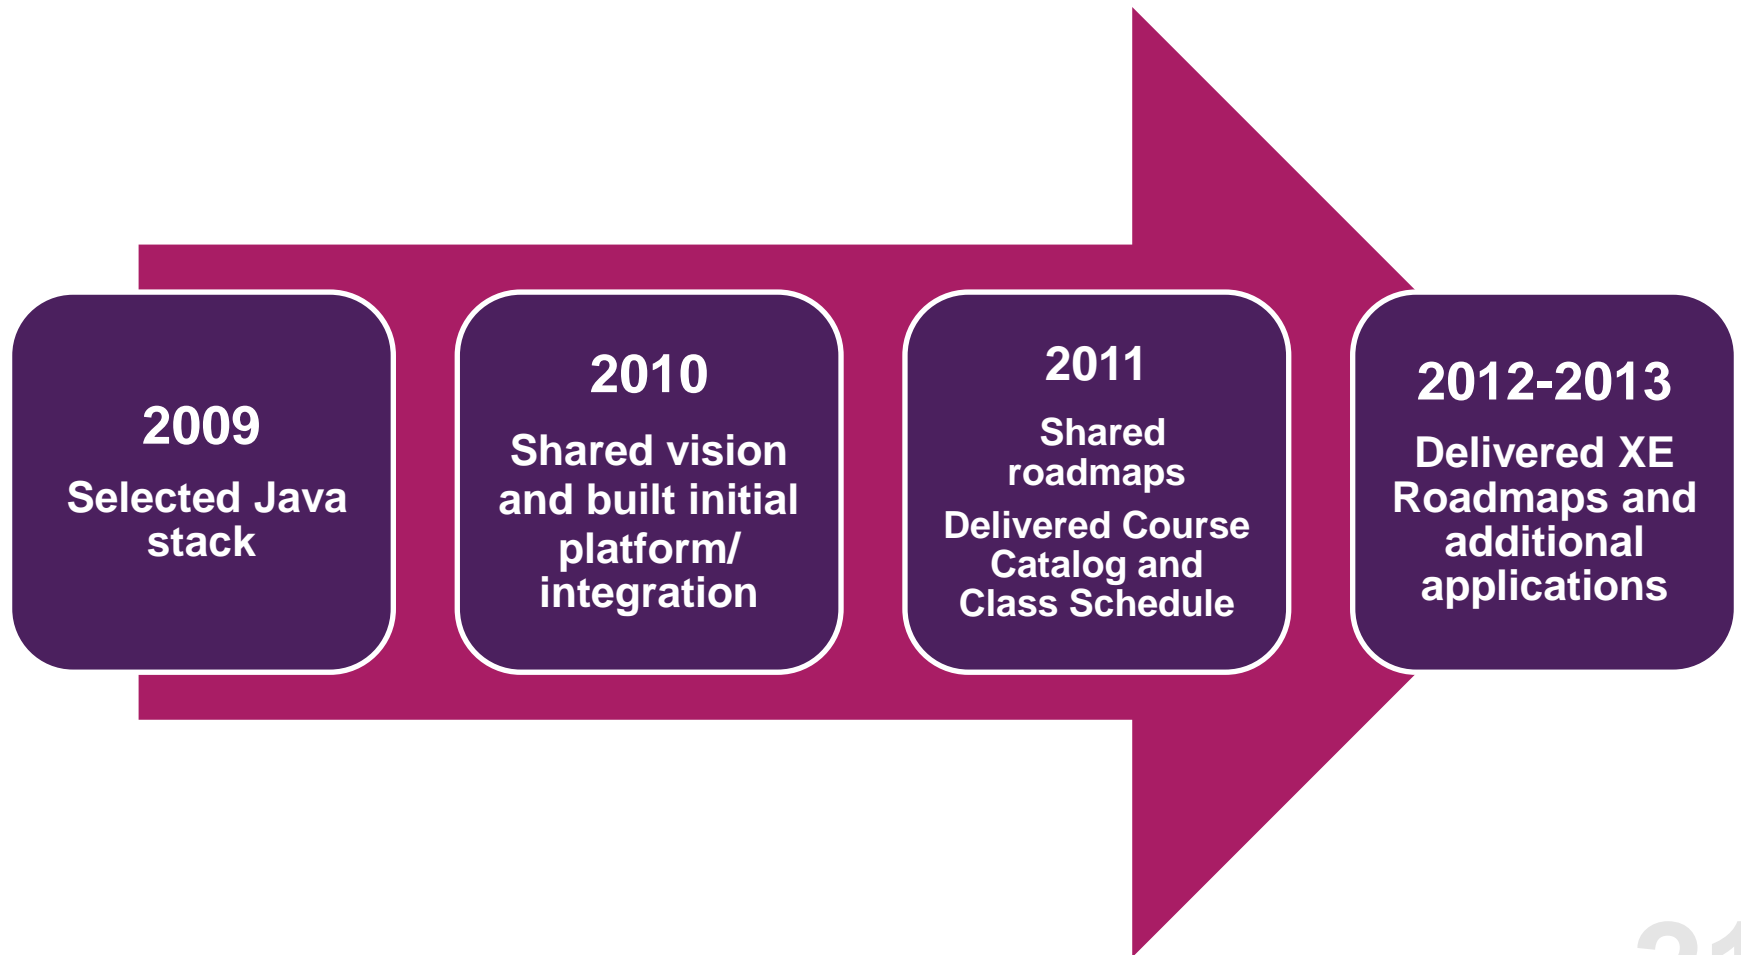 2009
Selected Java
stack
2010
Shared vision
and built initial
platform/
integration
2011
Shared
roadmaps
Delivered Course
Catalog and
Class Schedule
2012-2013
Delivered XE
Roadmaps and
additional
applications